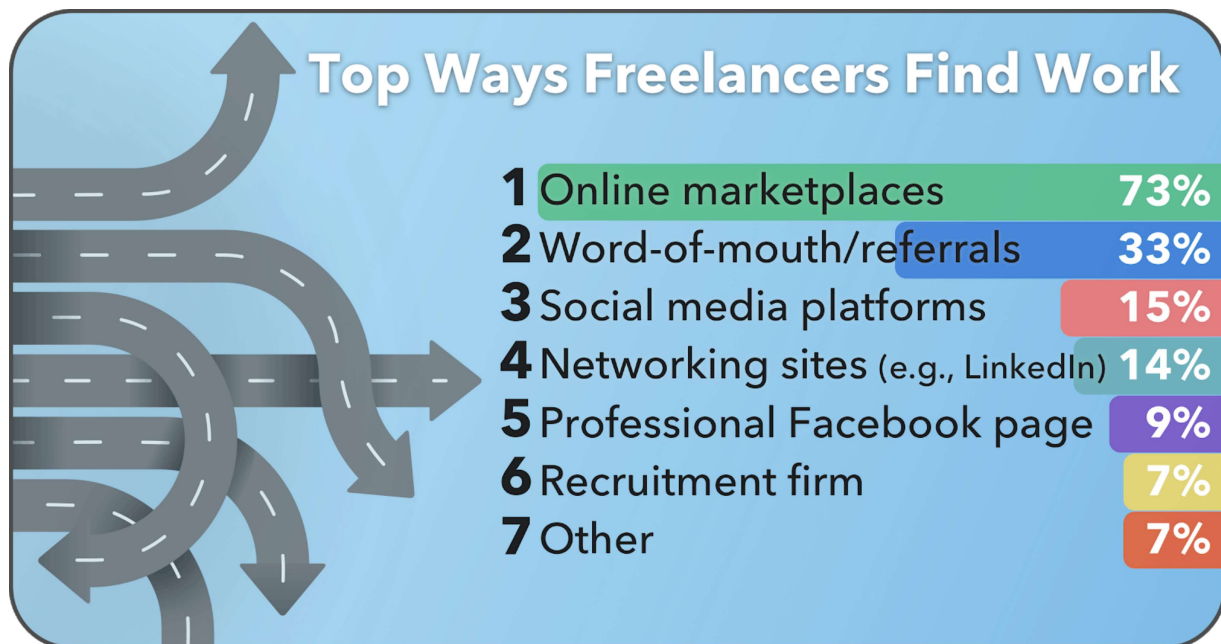 Top Ways Freelancers Find Work
1 Online marketplaces 73%
2 Word-of-mouth/referrals 33%
3 Social media platforms 15%
4 Networking sites (e.g., LinkedIn) 14%
5 Professional Facebook page 9%
6 Recruitment firm 7%
7 Other 7%